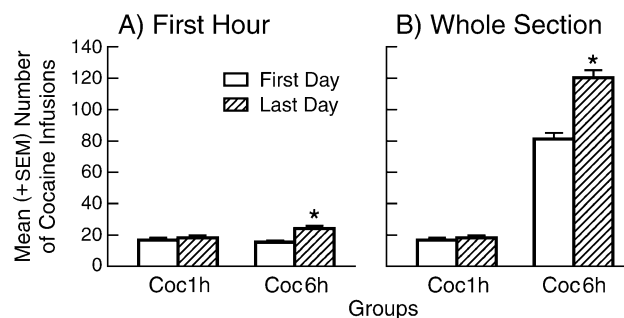 A) First Hour
B) Whole Section
Mean (+SEM) Number
of Cocaine Infusions
140
120
100
80
60
40
20
0
First Day
Last Day
*
*
Coc1h
Coc6h
Coc1h
Coc6h
Groups